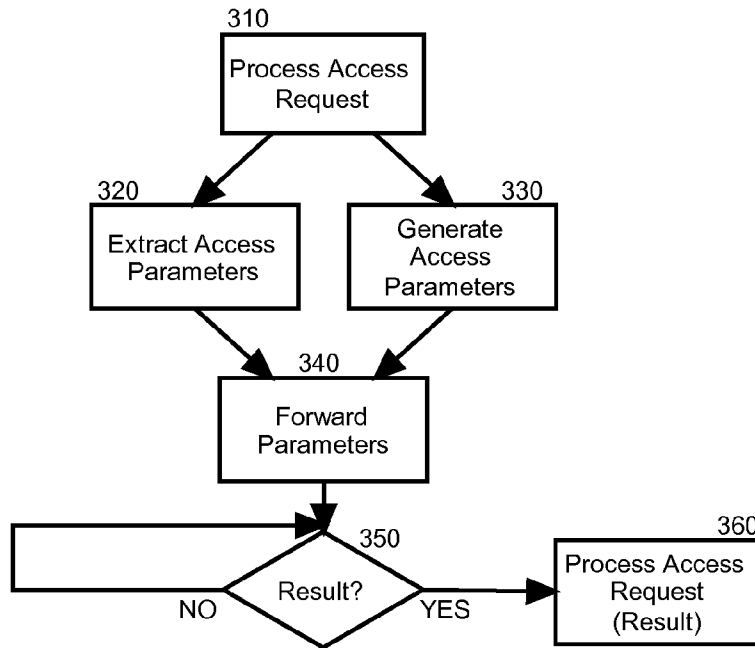 310
Process Access
Request
320
Extract Access
Parameters
330
Generate
Access
Parameters
340
Forward
Parameters
350
Result?
NO
YES
360
Process Access
Request
(Result)